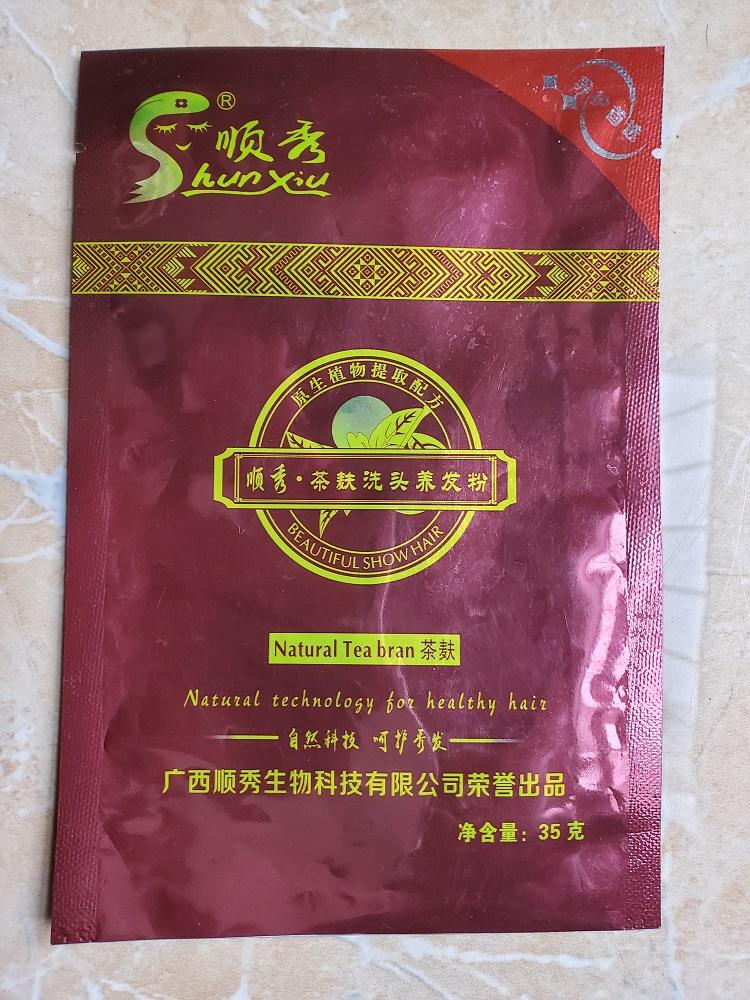 ®
顺秀
Shunxiu
原生植物提取配方
顺秀·茶麸洗头养发粉
BEAUTIFUL SHOW HAIR
Natural Tea bran 茶麸
Natural technology for healthy hair
自然科技 呵护秀发
广西顺秀生物科技有限公司荣誉出品
净含量：35克